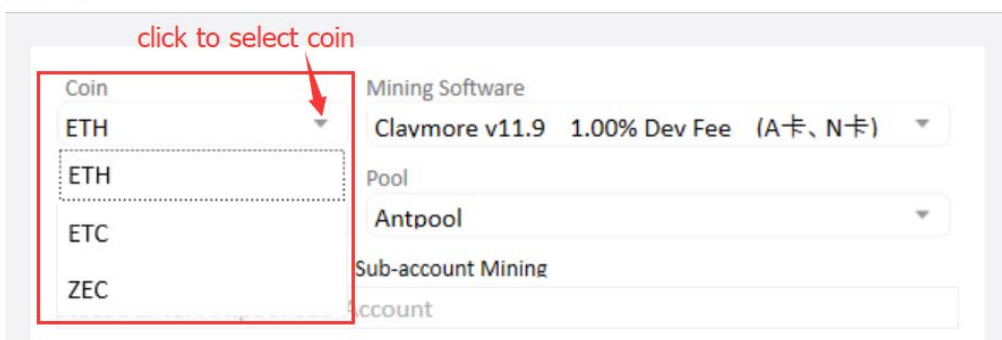 click to select coin
Coin
Mining Software
ETH
Claymore v11.9 1.00% Dev Fee (A卡、N卡)
ETH
Pool
ETC
Antpool
Sub-account Mining
ZEC
Account